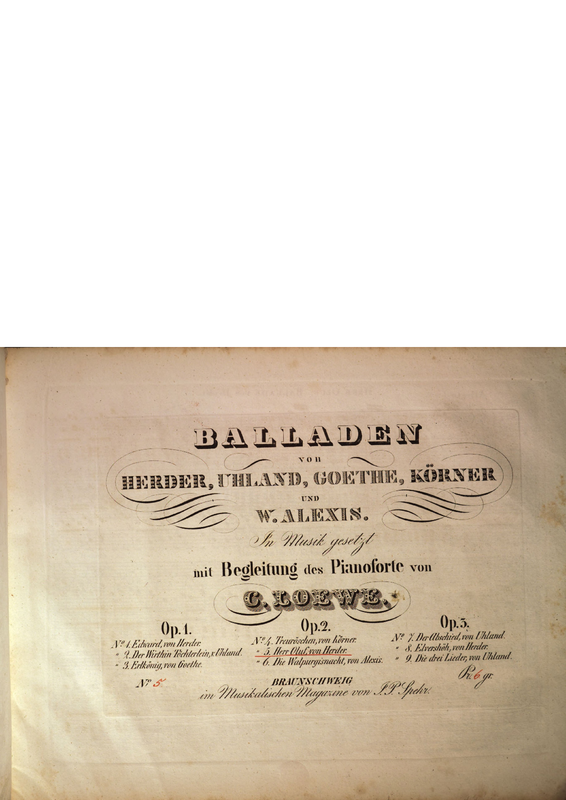 BALLADEN
VON
HERDER, UHLAND, GOETHE, KÖRNER
UND
W. ALEXIS.
In Musik gesetzt
mit Begleitung des Pianoforte von
C. LOEWE.
Op. 1.
No 1. Edward, von Herder.
" 2. Der Wirthin Töchterlein, v. Uhland.
" 3. Erlkönig, von Goethe.
Op. 2.
No 4. Treuröschen, von Körner.
" 5. Herr Oluf, von Herder.
" 6. Die Walpurgisnacht, von Alexis.
Op. 3.
No 7. Der Abschied, von Uhland.
" 8. Elvershöh, von Herder.
" 9. Die drei Lieder, von Uhland.
No 5.
Pr. 6 gr.
BRAUNSCHWEIG
im Musikalischen Magazine von J. P. Spehr.